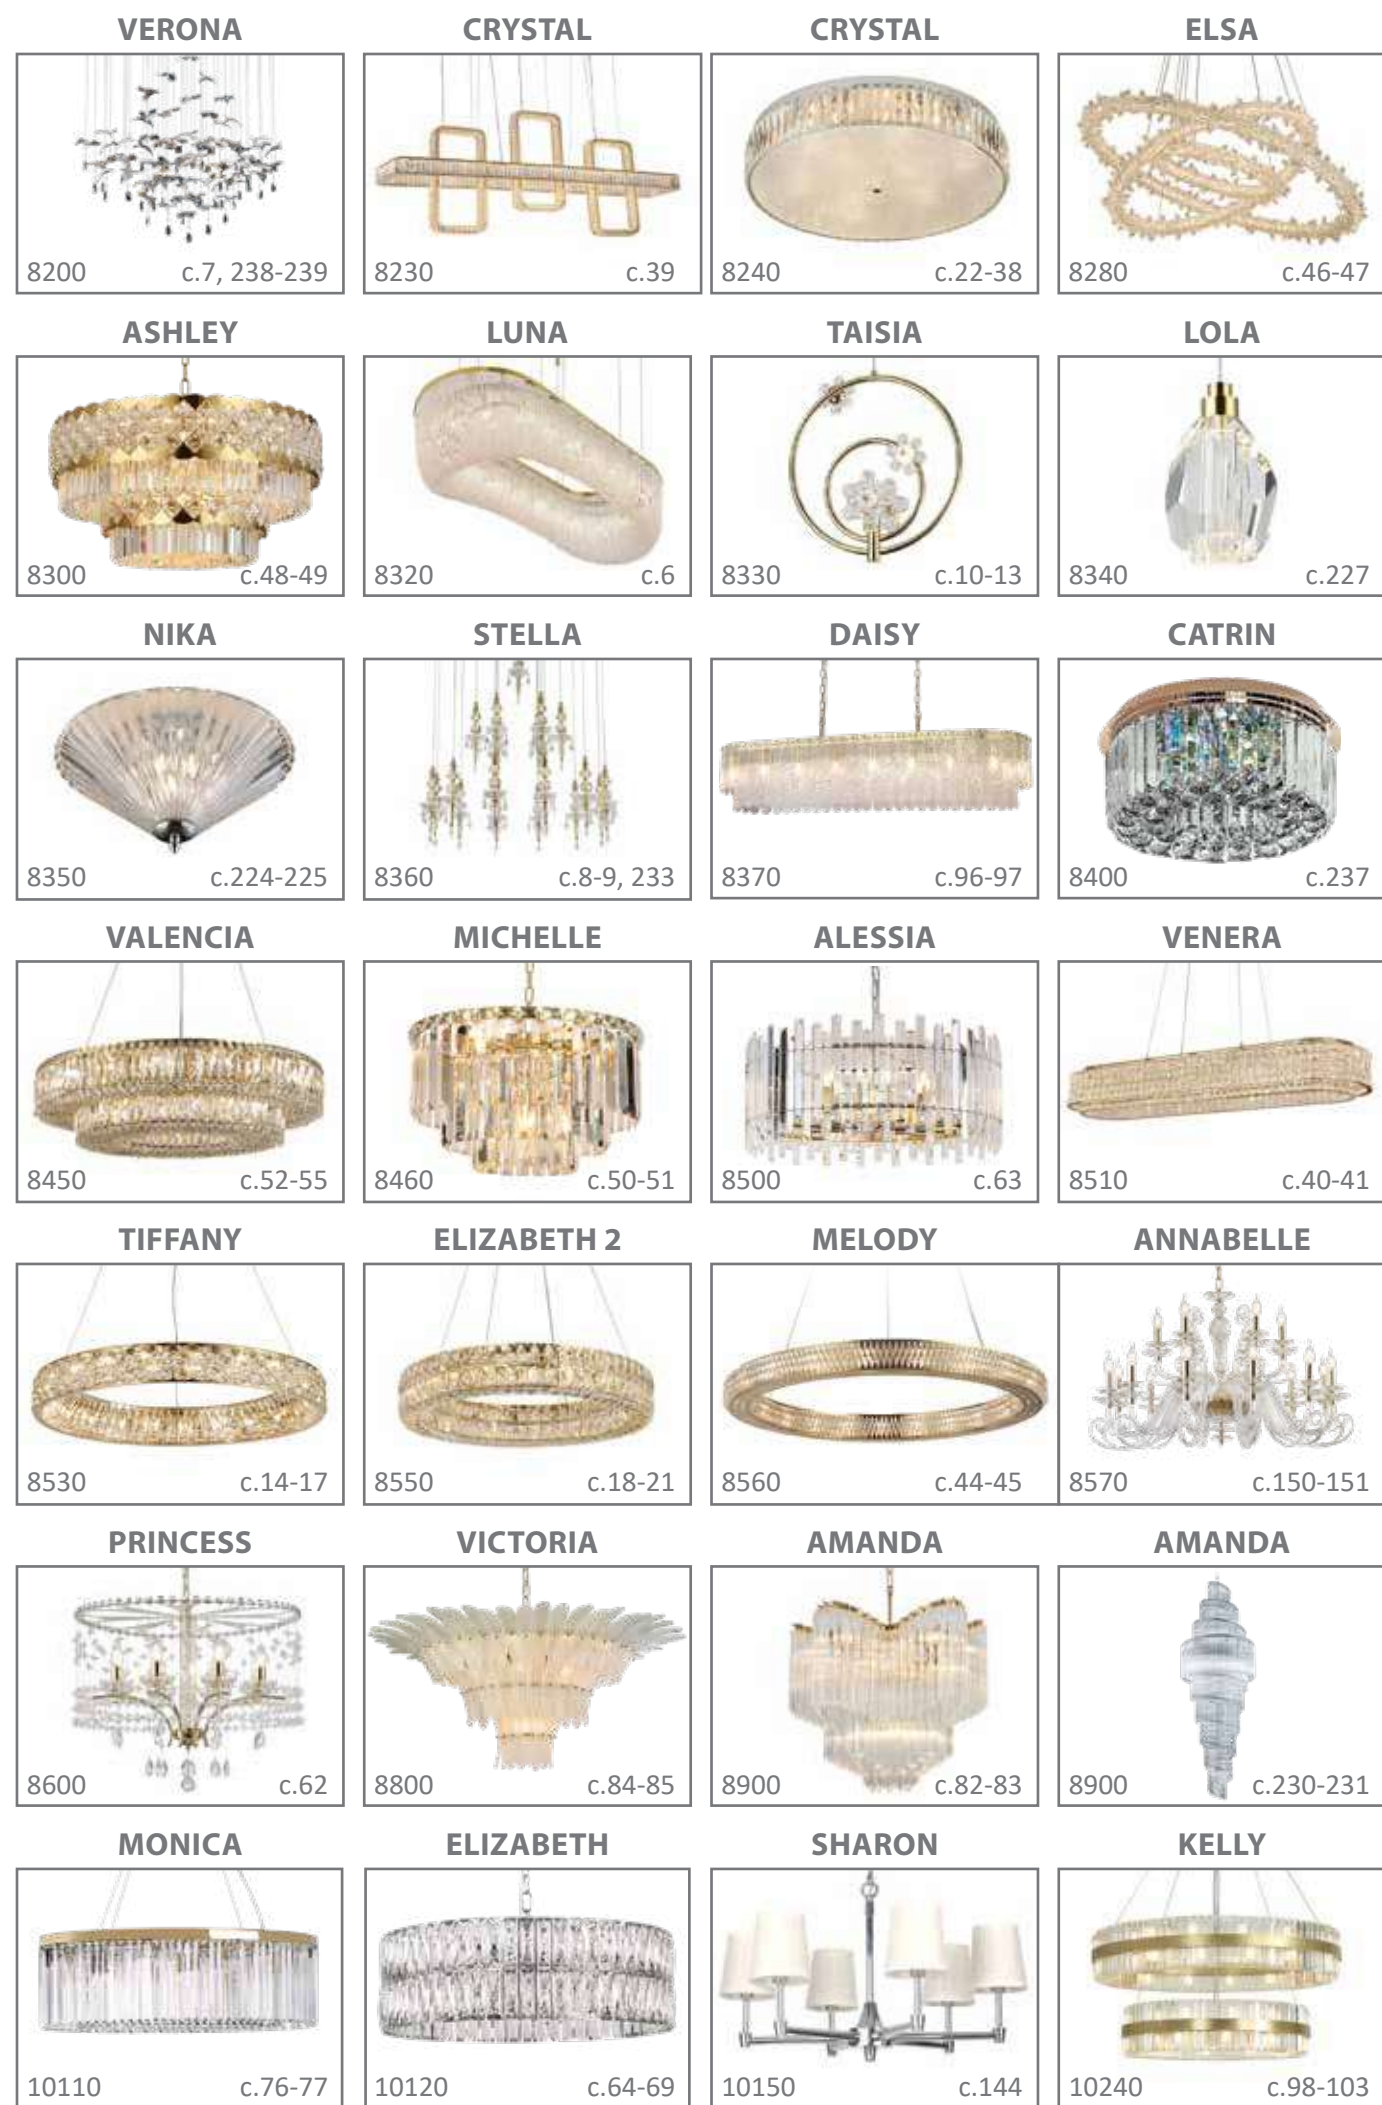 VERONA CRYSTAL CRYSTAL ELSA
8200 с.7, 238-239 8230 с.39 8240 с.22-38 8280 с.46-47
ASHLEY LUNA TAISIA LOLA
8300 с.48-49 8320 с.6 8330 с.10-13 8340 с.227
NIKA STELLA DAISY CATRIN
8350 с.224-225 8360 с.8-9, 233 8370 с.96-97 8400 с.237
VALENCIA MICHELLE ALESSIA VENERA
8450 с.52-55 8460 с.50-51 8500 с.63 8510 с.40-41
TIFFANY ELIZABETH 2 MELODY ANNABELLE
8530 с.14-17 8550 с.18-21 8560 с.44-45 8570 с.150-151
PRINCESS VICTORIA AMANDA AMANDA
8600 с.62 8800 с.84-85 8900 с.82-83 8900 с.230-231
MONICA ELIZABETH SHARON KELLY
10110 с.76-77 10120 с.64-69 10150 с.144 10240 с.98-103